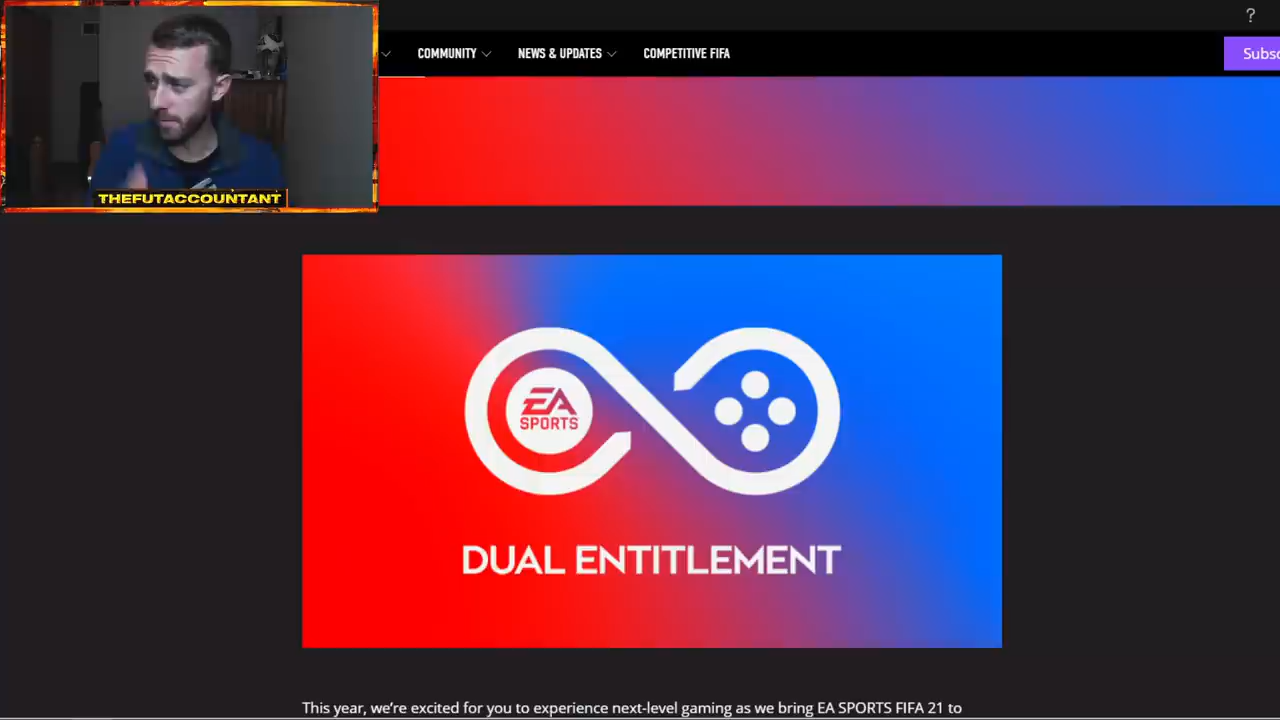 ?
COMMUNITY NEWS & UPDATES COMPETITIVE FIFA Subsc
THEFUTACCOUNTANT
EA
SPORTS
DUAL ENTITLEMENT
This year, we're excited for you to experience next-level gaming as we bring EA SPORTS FIFA 21 to